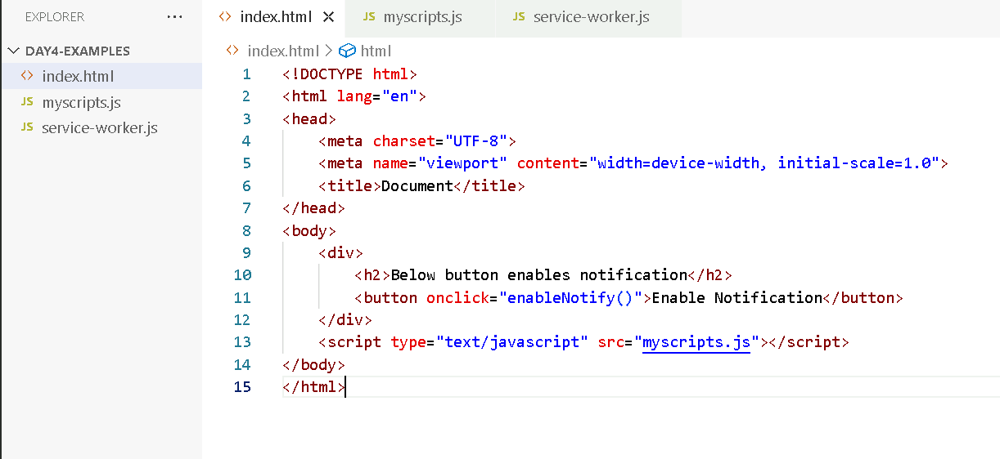 EXPLORER ...
index.html
JS myscripts.js
JS service-worker.js
DAY4-EXAMPLES
index.html
JS myscripts.js
JS service-worker.js
index.html > html
1 <!DOCTYPE html>
2 <html lang="en">
3 <head>
4 <meta charset="UTF-8">
5 <meta name="viewport" content="width=device-width, initial-scale=1.0">
6 <title>Document</title>
7 </head>
8 <body>
9 <div>
10 <h2>Below button enables notification</h2>
11 <button onclick="enableNotify()">Enable Notification</button>
12 </div>
13 <script type="text/javascript" src="myscripts.js"></script>
14 </body>
15 </html>